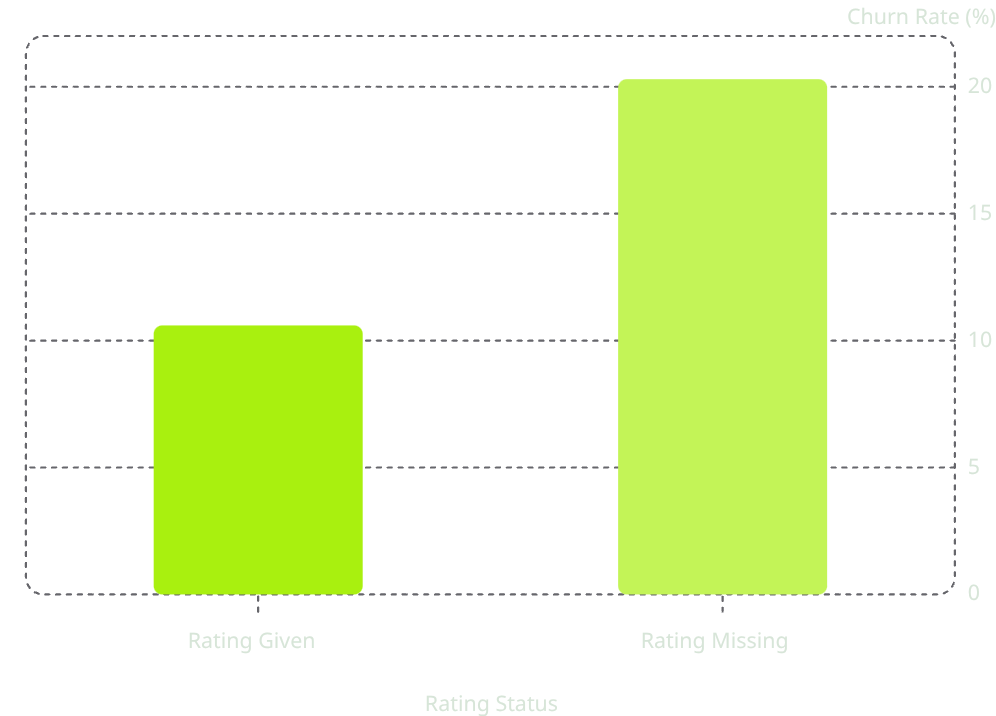 Churn Rate (%)
20
15
10
5
0
Rating Given
Rating Missing
Rating Status